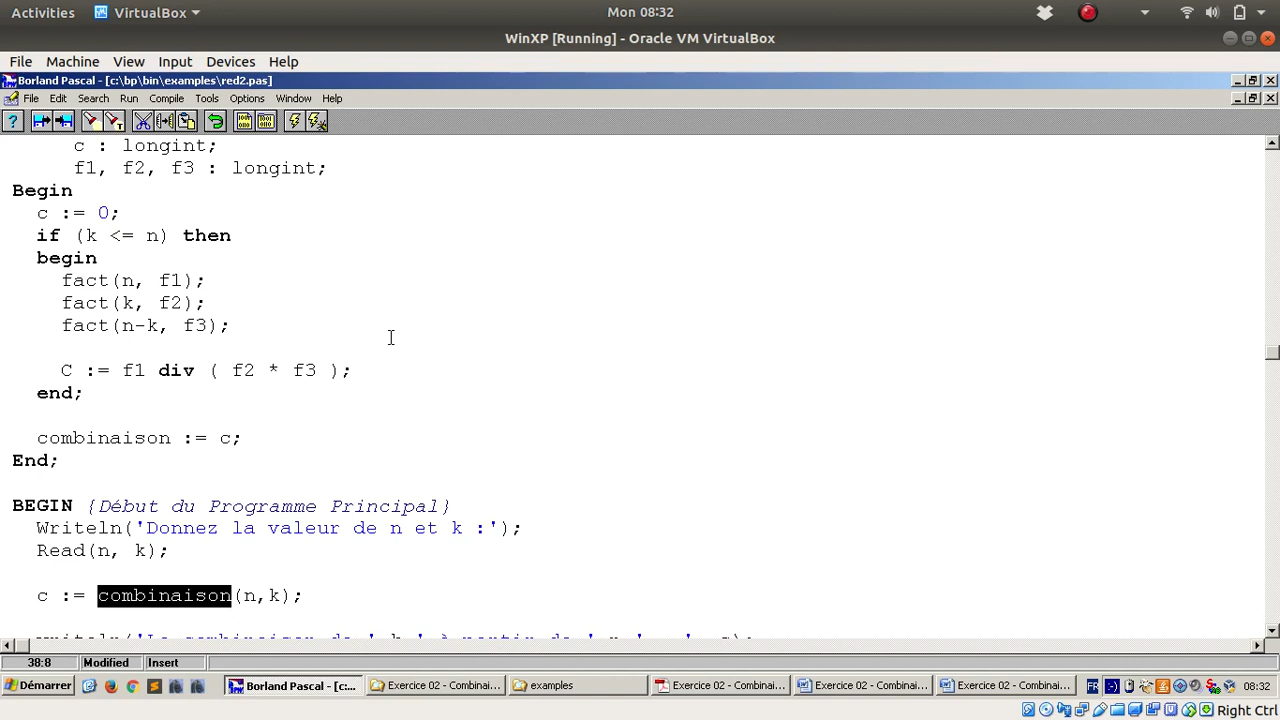 Activities VirtualBox Mon 08:32
WinXP [Running] - Oracle VM VirtualBox
File Machine View Input Devices Help
Borland Pascal - [c:\bp\bin\examples\red2.pas]
File Edit Search Run Compile Tools Options Window Help
c : longint;
f1, f2, f3 : longint;
Begin
c := 0;
if (k <= n) then
begin
fact(n, f1);
fact(k, f2);
fact(n-k, f3);
C := f1 div ( f2 * f3 );
end;
combinaison := c;
End;
BEGIN {Début du Programme Principal}
Writeln('Donnez la valeur de n et k :');
Read(n, k);
c := combinaison(n,k);
38:8 Modified Insert
Démarrer Borland Pascal - [c:... Exercice 02 - Combinai... examples Exercice 02 - Combinai... Exercice 02 - Combinai... Exercice 02 - Combinai... FR 08:32
Right Ctrl